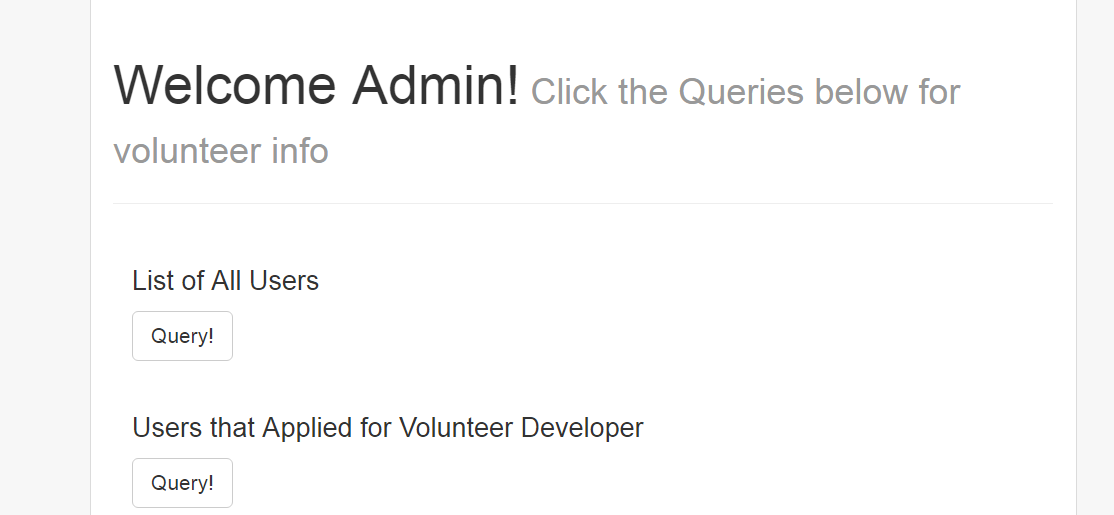 Welcome Admin! Click the Queries below for
volunteer info
List of All Users
Query!
Users that Applied for Volunteer Developer
Query!